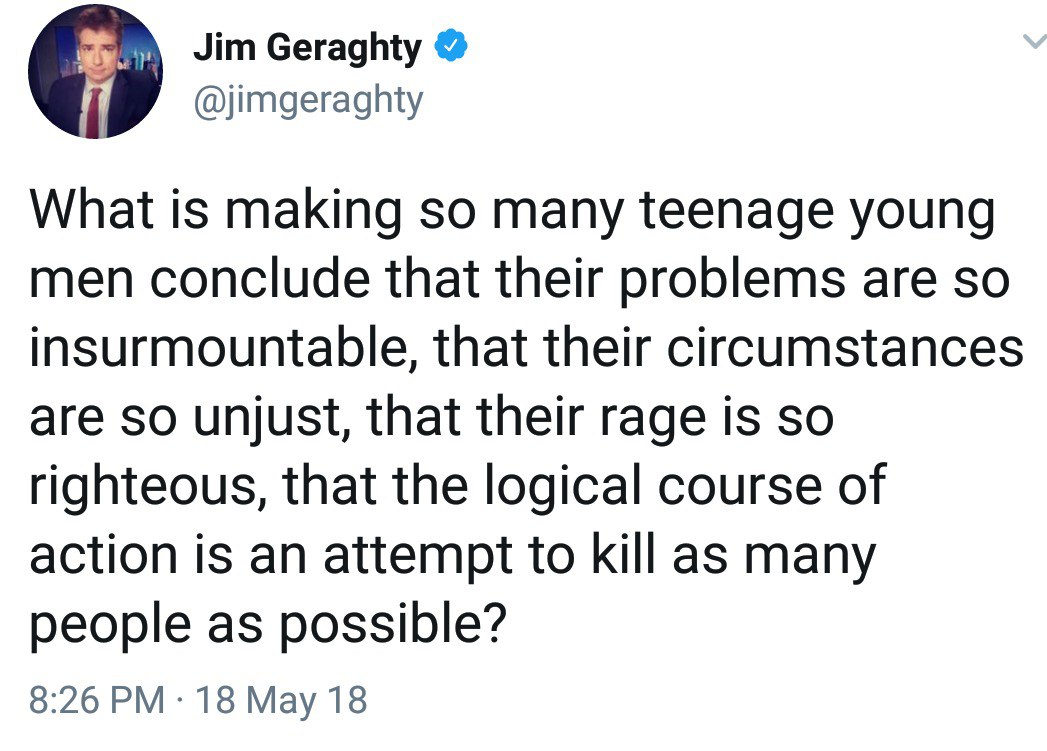 Jim Geraghty
@jimgeraghty
What is making so many teenage young
men conclude that their problems are so
insurmountable, that their circumstances
are so unjust, that their rage is so
righteous, that the logical course of
action is an attempt to kill as many
people as possible?
8:26 PM · 18 May 18